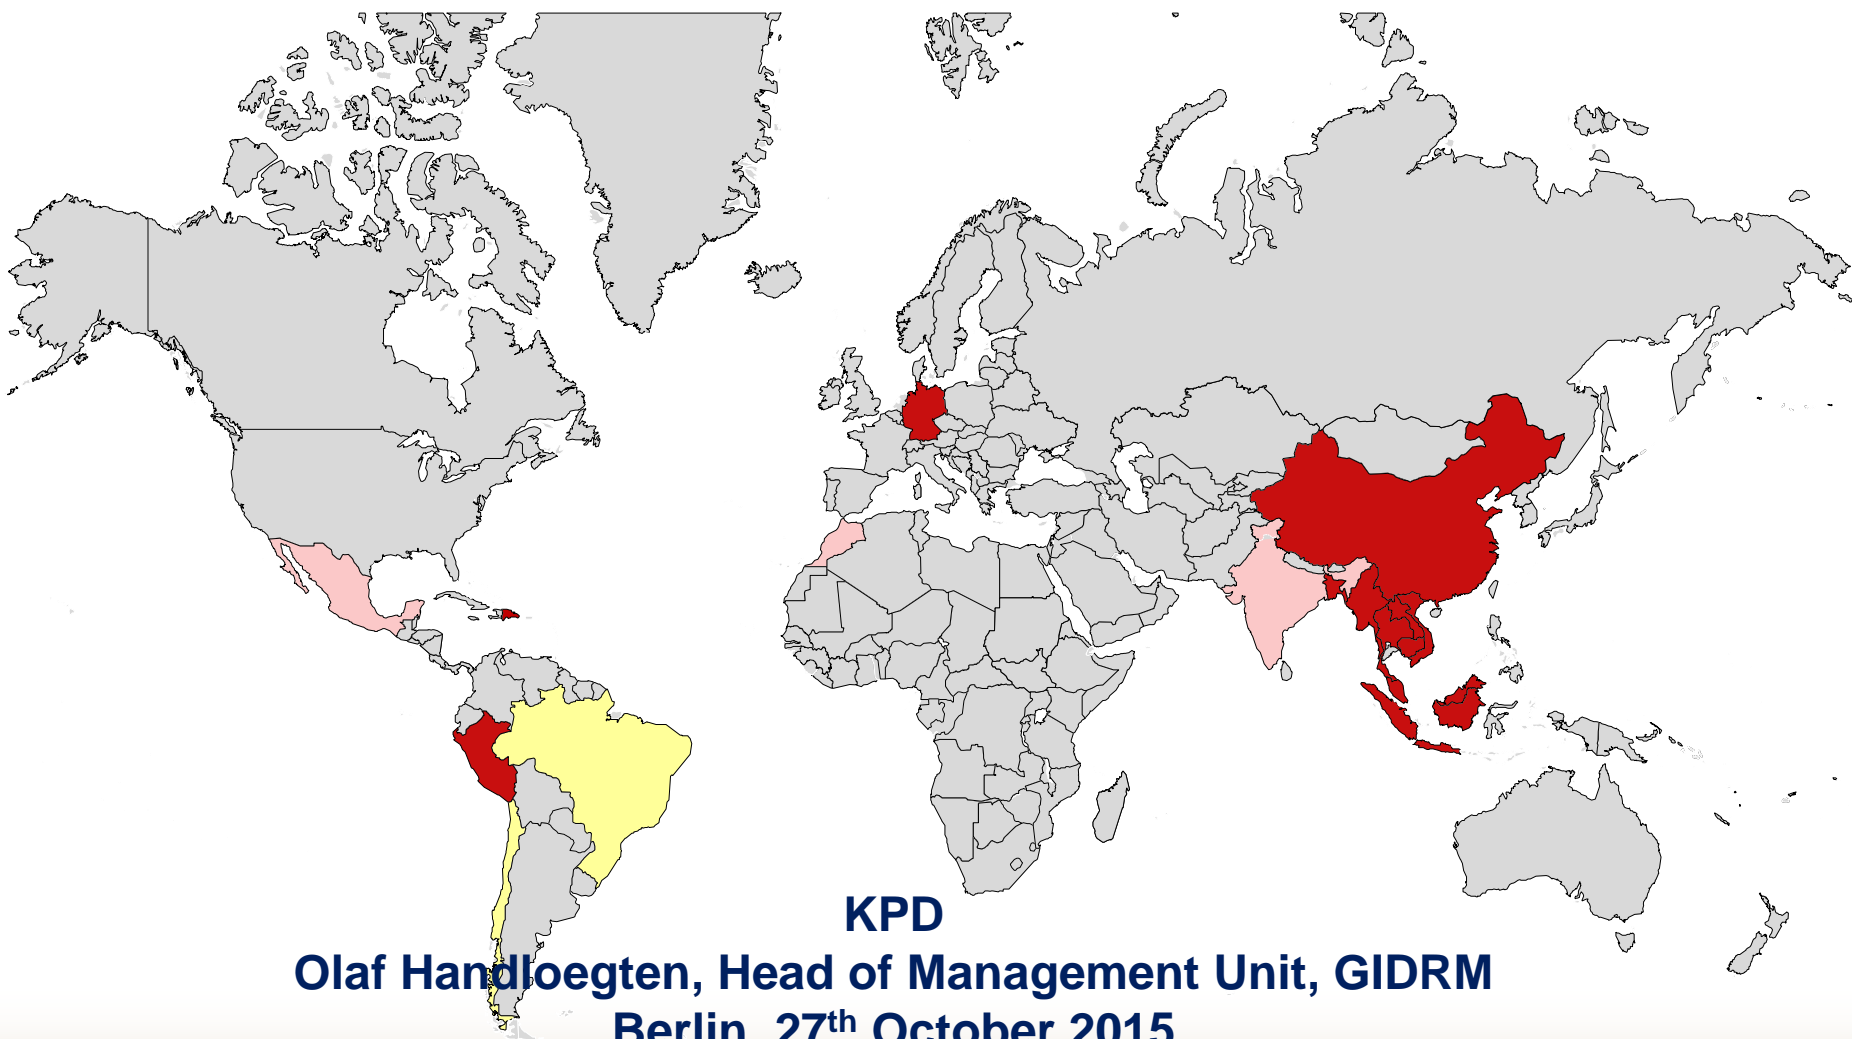 KPD
Olaf Handloegten, Head of Management Unit, GIDRM
Berlin, 27th October 2015